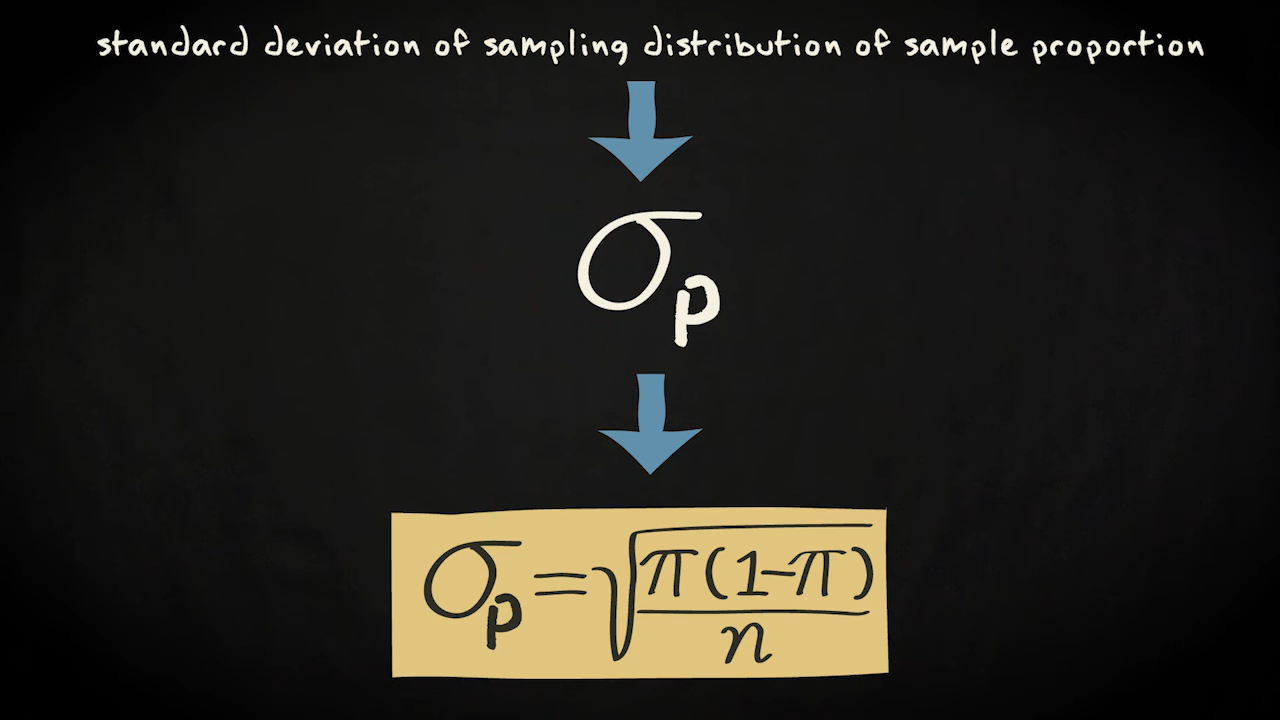 standard deviation of sampling distribution of sample proportion
σp
σp=√π(1-π)/n